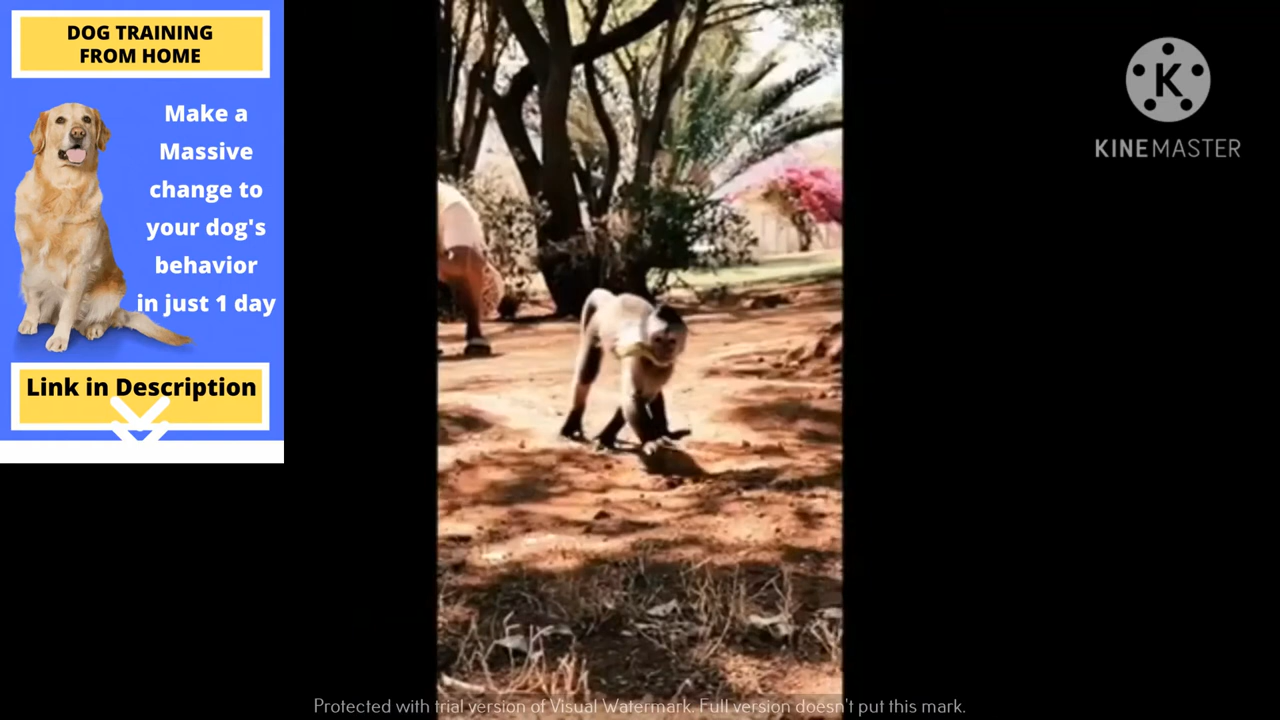 DOG TRAINING
FROM HOME
Make a
Massive
change to
your dog's
behavior
in just 1 day
Link in Description
K
KINEMASTER
Protected with trial version of Visual Watermark. Full version doesn't put this mark.